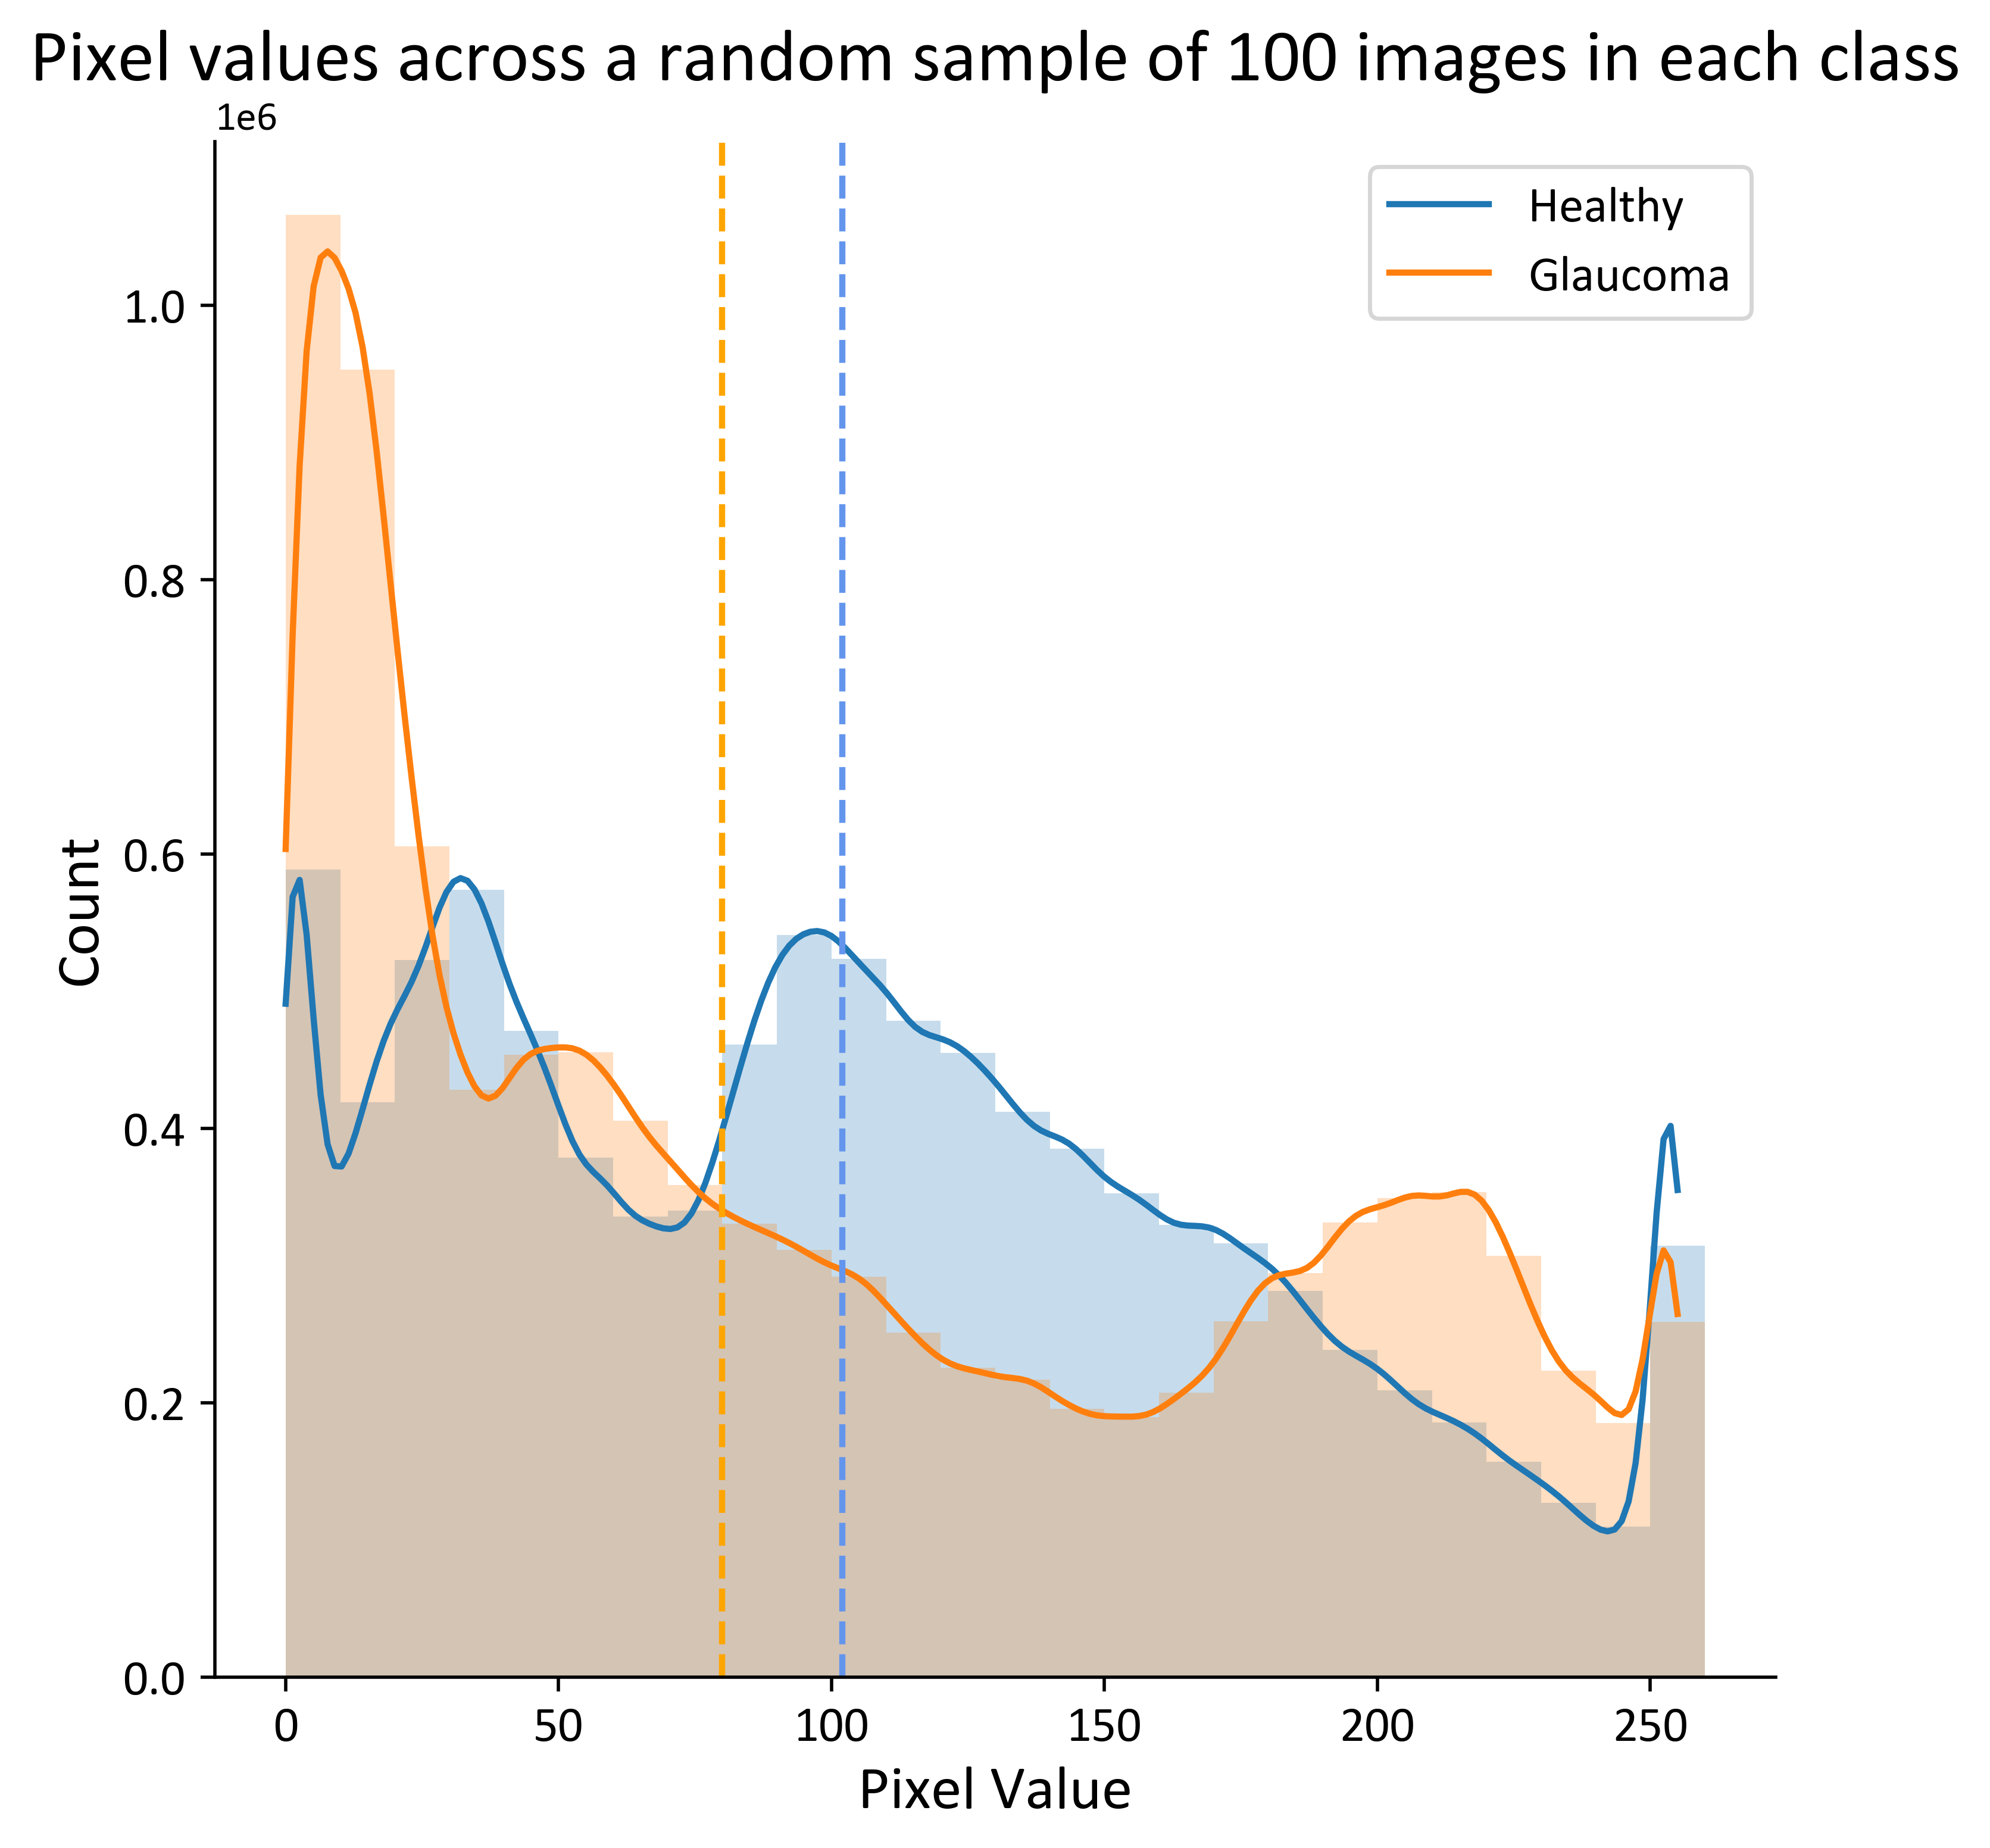 Pixel values across a random sample of 100 images in each class
1e6
Healthy
Glaucoma
1.0
0.8
0.6
0.4
0.2
0.0
Count
0 50 100 150 200 250
Pixel Value